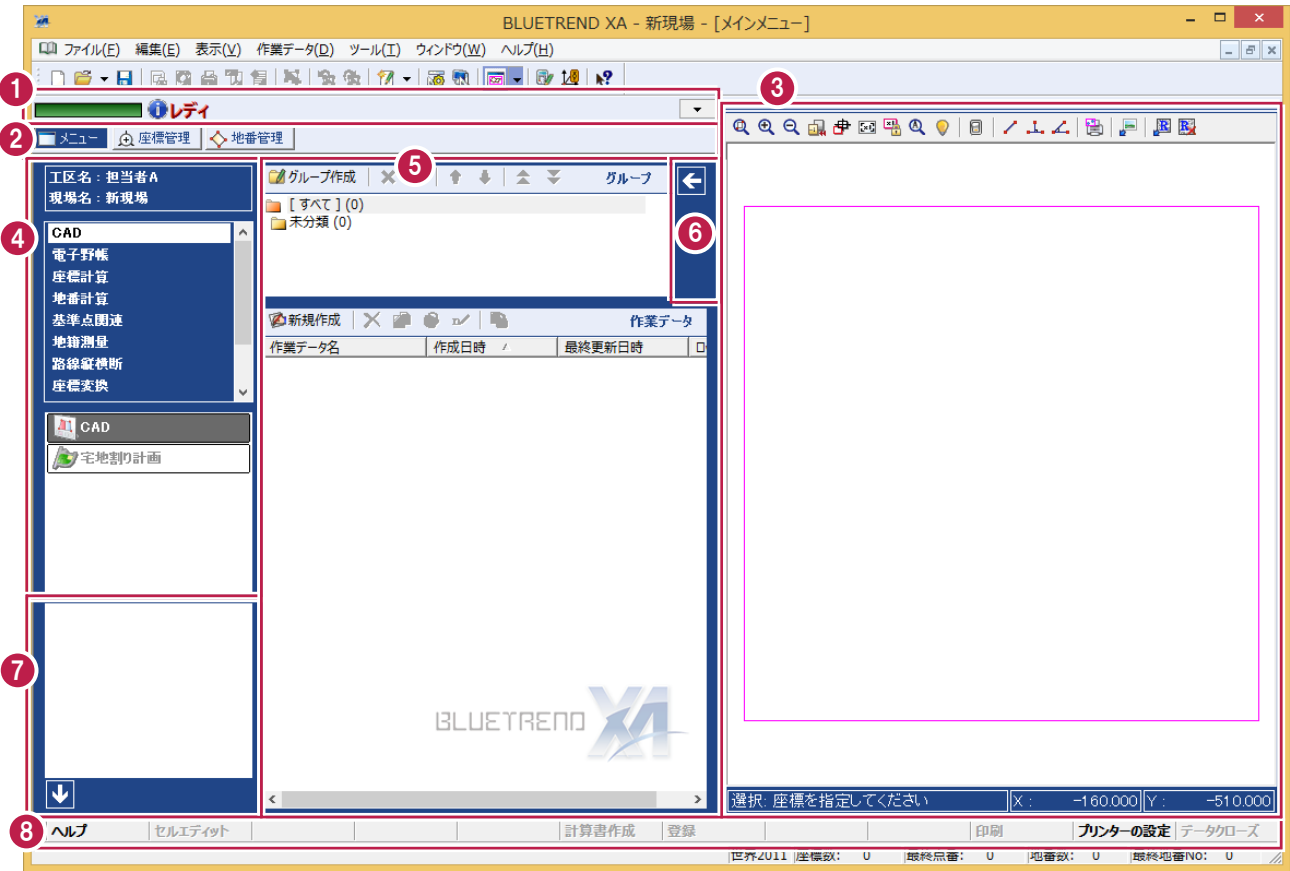 BLUETREND XA - 新現場 - [メインメニュー]
ファイル(F) 編集(E) 表示(V) 作業データ(D) ツール(T) ウィンドウ(W) ヘルプ(H)
1
レディ
3
2
メニュー 座標管理 地番管理
5
工区名：担当者A
現場名：新現場
グループ作成 グループ
[ すべて ] (0)
未分類 (0)
4
6
CAD
電子野帳
座標計算
地番計算
基準点関連
地籍測量
路線縦横断
座標変換
新規作成 作業データ
作業データ名 作成日時 最終更新日時
CAD
宅地割り計画
7
BLUETREND XA
選択: 座標を指定してください X : -160.000 Y : -510.000
8
ヘルプ セルエディット 計算書作成 登録 印刷 プリンターの設定 データクローズ
世界2011 座標数: 0 最終点番: 0 地番数: 0 最終地番No: 0